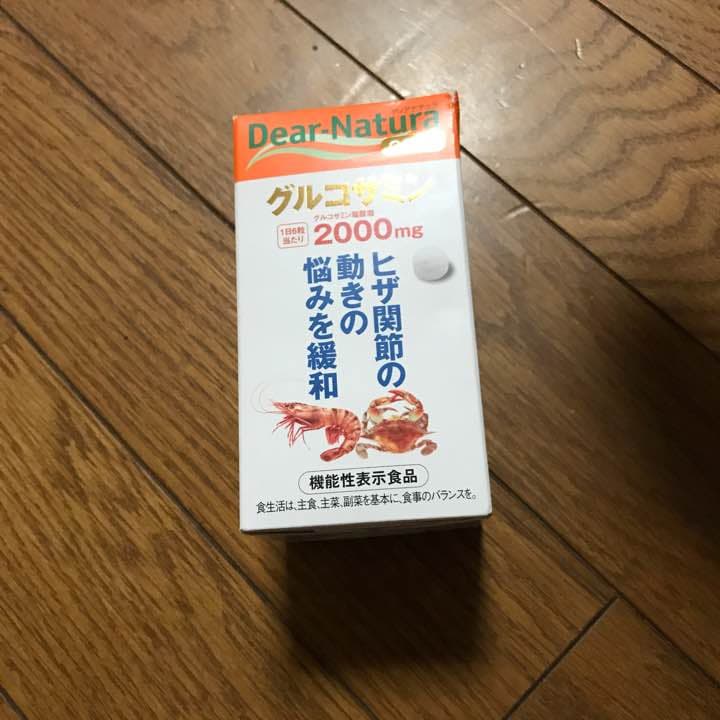 Dear-Natura
グルコサミン
グルコサミン塩酸塩
1日6粒
当たり
2000mg
ヒザ関節の
動きの
悩みを緩和
機能性表示食品
食生活は、主食、主菜、副菜を基本に、食事のバランスを。